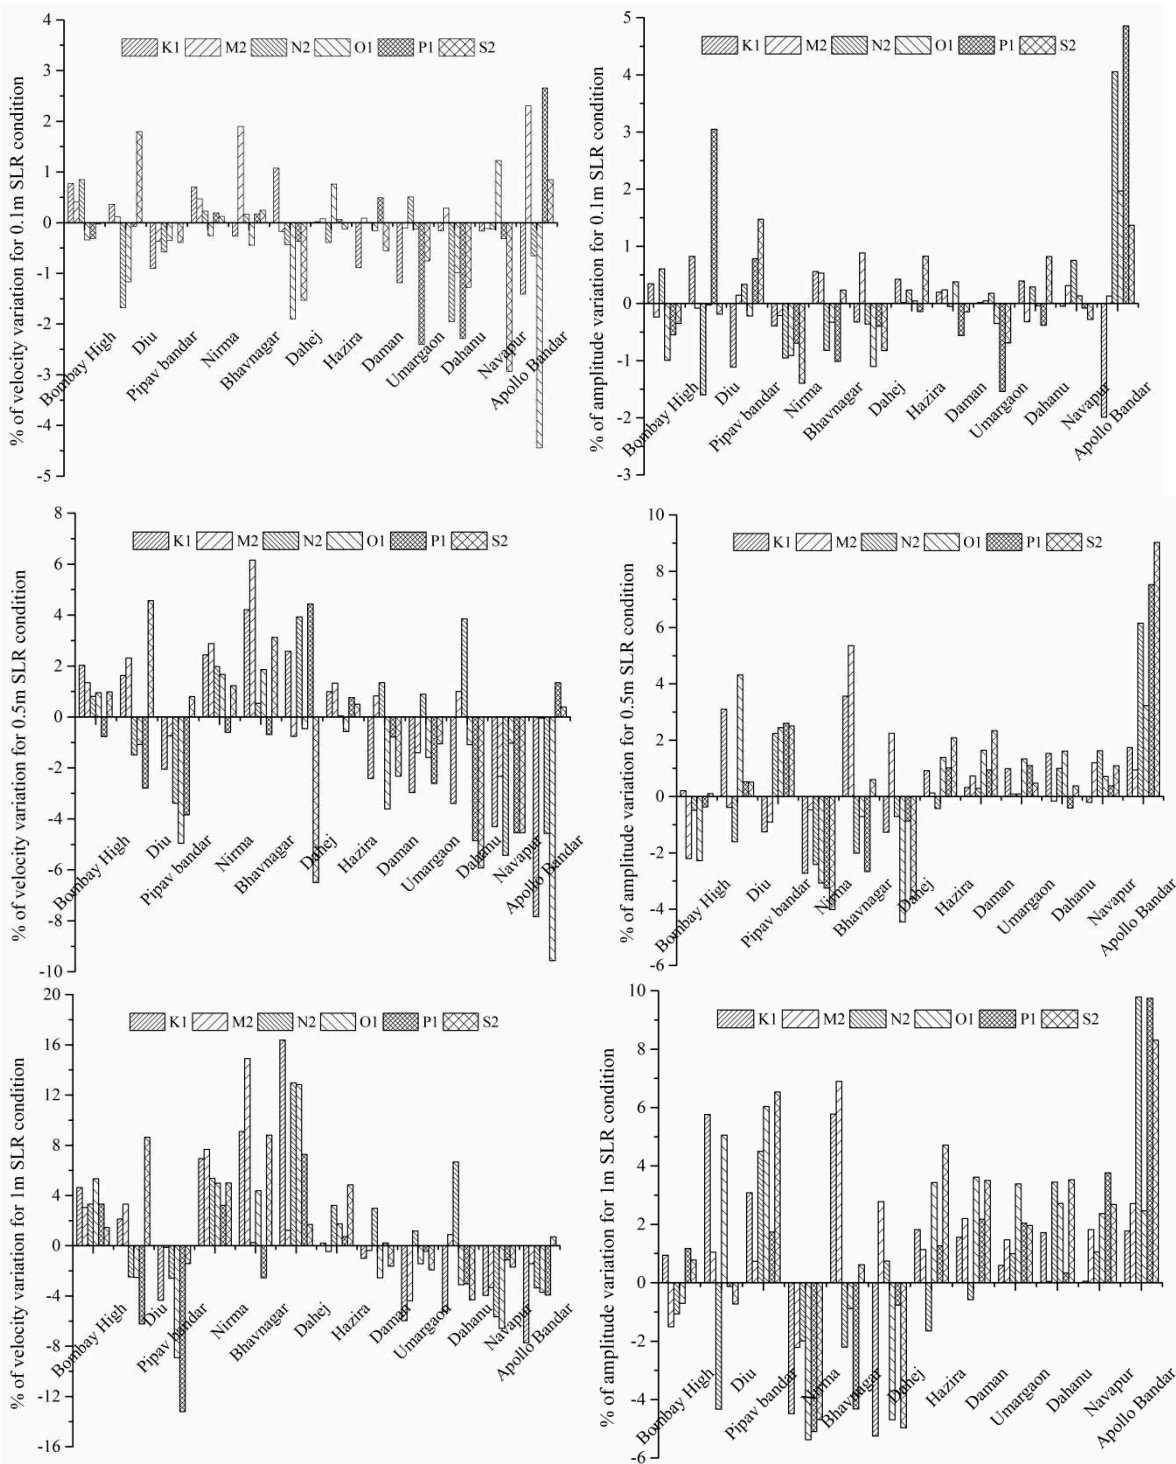 % of velocity variation for 0.1m SLR condition
4
3
2
1
0
-1
-2
-3
-4
-5
K1 M2 N2 O1 P1 S2
Bombay High
Diu
Pipav bandar
Nirma
Bhavnagar
Dahej
Hazira
Daman
Umargaon
Dahanu
Navapur
Apollo Bandar
% of amplitude variation for 0.1m SLR condition
5
4
3
2
1
0
-1
-2
-3
K1 M2 N2 O1 P1 S2
Bombay High
Diu
Pipav bandar
Nirma
Bhavnagar
Dahej
Hazira
Daman
Umargaon
Dahanu
Navapur
Apollo Bandar
% of velocity variation for 0.5m SLR condition
8
6
4
2
0
-2
-4
-6
-8
-10
K1 M2 N2 O1 P1 S2
Bombay High
Diu
Pipav bandar
Nirma
Bhavnagar
Dahej
Hazira
Daman
Umargaon
Dahanu
Navapur
Apollo Bandar
% of amplitude variation for 0.5m SLR condition
10
8
6
4
2
0
-2
-4
-6
K1 M2 N2 O1 P1 S2
Bombay High
Diu
Pipav bandar
Nirma
Bhavnagar
Dahej
Hazira
Daman
Umargaon
Dahanu
Navapur
Apollo Bandar
% of velocity variation for 1m SLR condition
20
16
12
8
4
0
-4
-8
-12
-16
K1 M2 N2 O1 P1 S2
Bombay High
Diu
Pipav bandar
Nirma
Bhavnagar
Dahej
Hazira
Daman
Umargaon
Dahanu
Navapur
Apollo Bandar
% of amplitude variation for 1m SLR condition
10
8
6
4
2
0
-2
-4
-6
K1 M2 N2 O1 P1 S2
Bombay High
Diu
Pipav bandar
Nirma
Bhavnagar
Dahej
Hazira
Daman
Umargaon
Dahanu
Navapur
Apollo Bandar